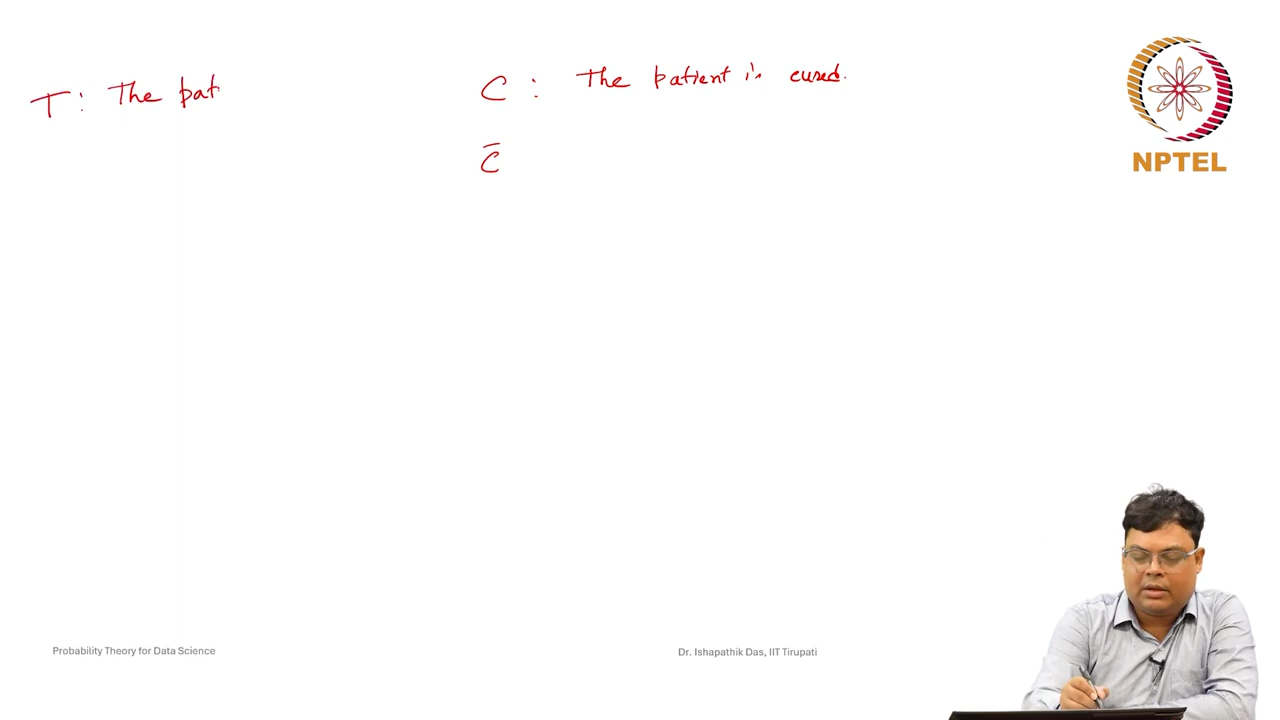 T : The pat
C : The patient is cured.
C̄
NPTEL
Probability Theory for Data Science
Dr. Ishapathik Das, IIT Tirupati